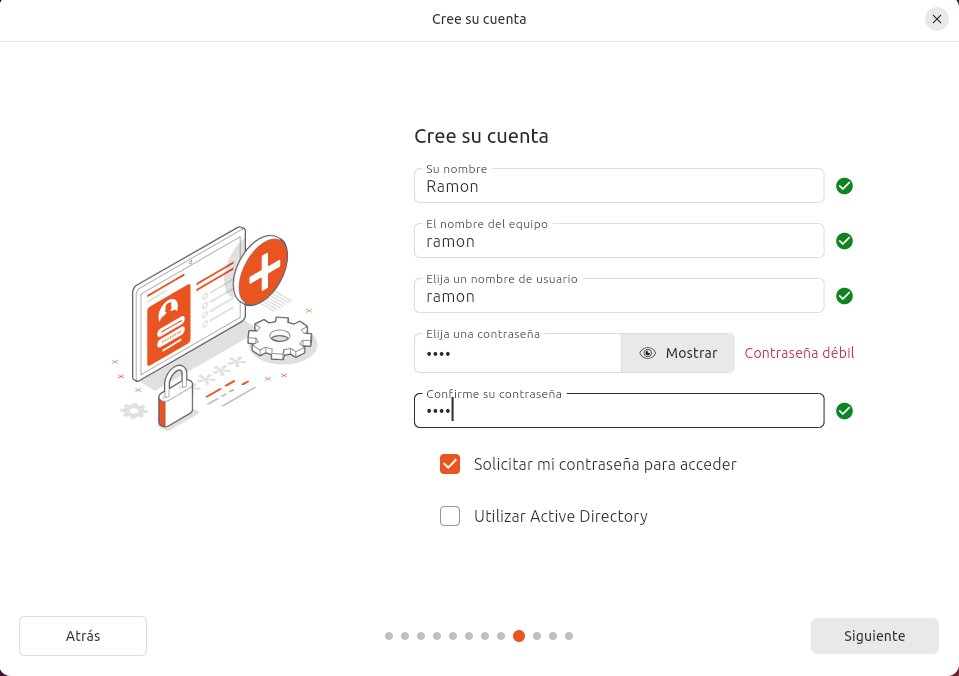 Cree su cuenta
Cree su cuenta
Su nombre
Ramon
El nombre del equipo
ramon
Elija un nombre de usuario
ramon
Elija una contraseña
••••
Mostrar
Contraseña débil
Confirme su contraseña
••••
Solicitar mi contraseña para acceder
Utilizar Active Directory
Atrás
Siguiente